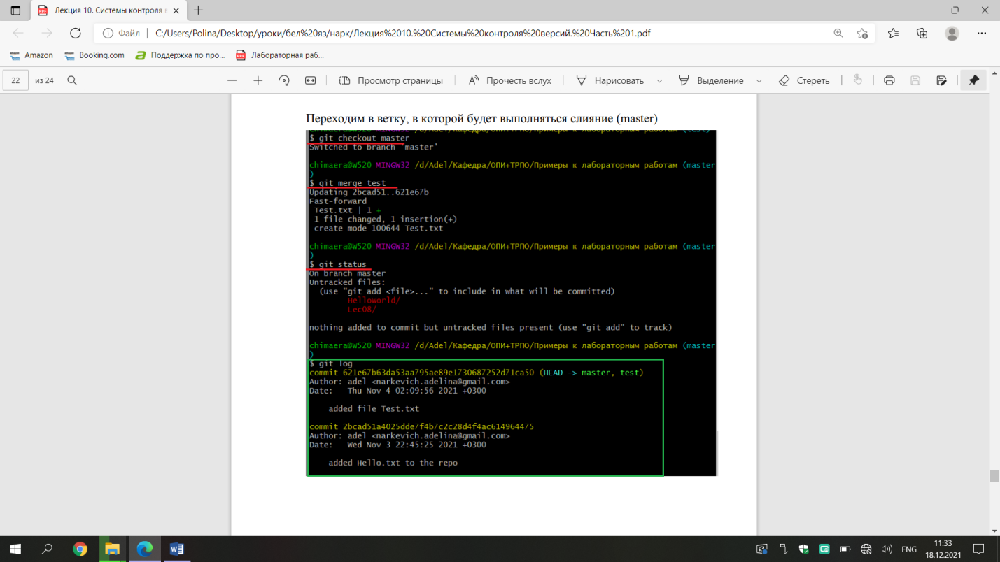 Лекция 10. Системы контроля в
Файл
C:/Users/Polina/Desktop/уроки/бел%20яз/нарк/Лекция%2010.%20Системы%20контроля%20версий.%20Часть%201.pdf
Amazon
Booking.com
Поддержка по про...
PDF
Лабораторная раб...
22
из 24
Просмотр страницы
Прочесть вслух
Нарисовать
Выделение
Стереть
Переходим в ветку, в которой будет выполняться слияние (master)
$ git checkout master
Switched to branch 'master'
chimaera@W520 MINGW32 /d/Adel/Кафедра/ОПИ+ТРПО/Примеры к лабораторным работам (master
)
$ git merge test
Updating 2bcad51..621e67b
Fast-forward
Test.txt | 1 +
1 file changed, 1 insertion(+)
create mode 100644 Test.txt
chimaera@W520 MINGW32 /d/Adel/Кафедра/ОПИ+ТРПО/Примеры к лабораторным работам (master
)
$ git status
On branch master
Untracked files:
(use "git add <file>..." to include in what will be committed)
HelloWorld/
Lec08/
nothing added to commit but untracked files present (use "git add" to track)
chimaera@W520 MINGW32 /d/Adel/Кафедра/ОПИ+ТРПО/Примеры к лабораторным работам (master
)
$ git log
commit 621e67b63da53aa795ae89e1730687252d71ca50 (HEAD -> master, test)
Author: adel <narkevich.adelina@gmail.com>
Date: Thu Nov 4 02:09:56 2021 +0300
added file Test.txt
commit 2bcad51a4025dde7f4b7c2c28d4f4ac614964475
Author: adel <narkevich.adelina@gmail.com>
Date: Wed Nov 3 22:45:25 2021 +0300
added Hello.txt to the repo
ENG
11:33
18.12.2021